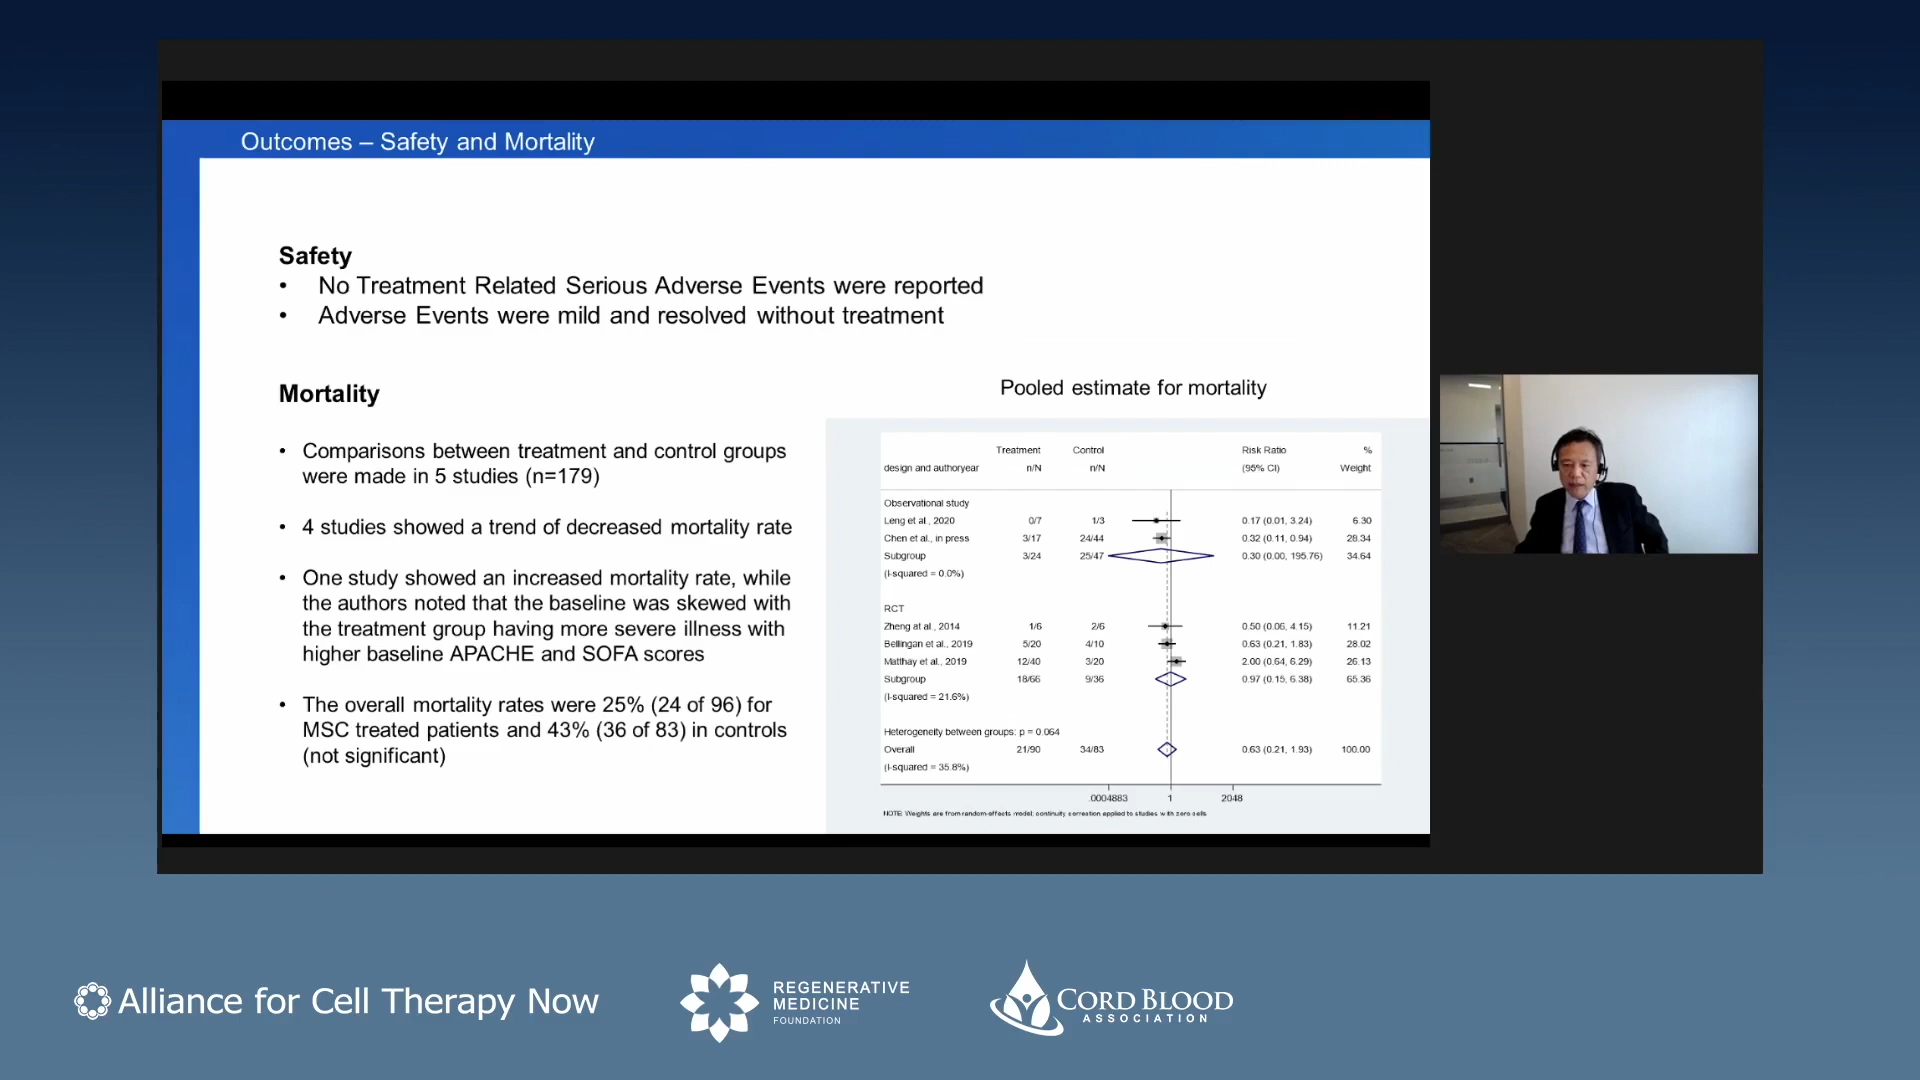 Outcomes – Safety and Mortality
Safety
• No Treatment Related Serious Adverse Events were reported
• Adverse Events were mild and resolved without treatment
Mortality
• Comparisons between treatment and control groups
were made in 5 studies (n=179)
• 4 studies showed a trend of decreased mortality rate
• One study showed an increased mortality rate, while
the authors noted that the baseline was skewed with
the treatment group having more severe illness with
higher baseline APACHE and SOFA scores
• The overall mortality rates were 25% (24 of 96) for
MSC treated patients and 43% (36 of 83) in controls
(not significant)
Pooled estimate for mortality
Treatment Control Risk Ratio %
design and authoryear n/N n/N (95% CI) Weight
Observational study
Leng et al., 2020 0/7 1/3 0.17 (0.01, 3.24) 6.30
Chen et al., in press 3/17 24/44 0.32 (0.11, 0.94) 28.34
Subgroup 3/24 25/47 0.30 (0.00, 195.76) 34.64
(I-squared = 0.0%)
RCT
Zheng at al., 2014 1/6 2/6 0.50 (0.06, 4.15) 11.21
Bellingan et al., 2019 5/20 4/10 0.63 (0.21, 1.83) 28.02
Matthay et al., 2019 12/40 3/20 2.00 (0.64, 6.29) 26.13
Subgroup 18/66 9/36 0.97 (0.15, 6.38) 65.36
(I-squared = 21.6%)
Heterogeneity between groups: p = 0.064
Overall 21/90 34/83 0.63 (0.21, 1.93) 100.00
(I-squared = 35.8%)
.0004883 1 2048
NOTE: Weights are from random-effects model; continuity correction applied to studies with zero cells
Alliance for Cell Therapy Now
REGENERATIVE
MEDICINE
FOUNDATION
CORD BLOOD
ASSOCIATION